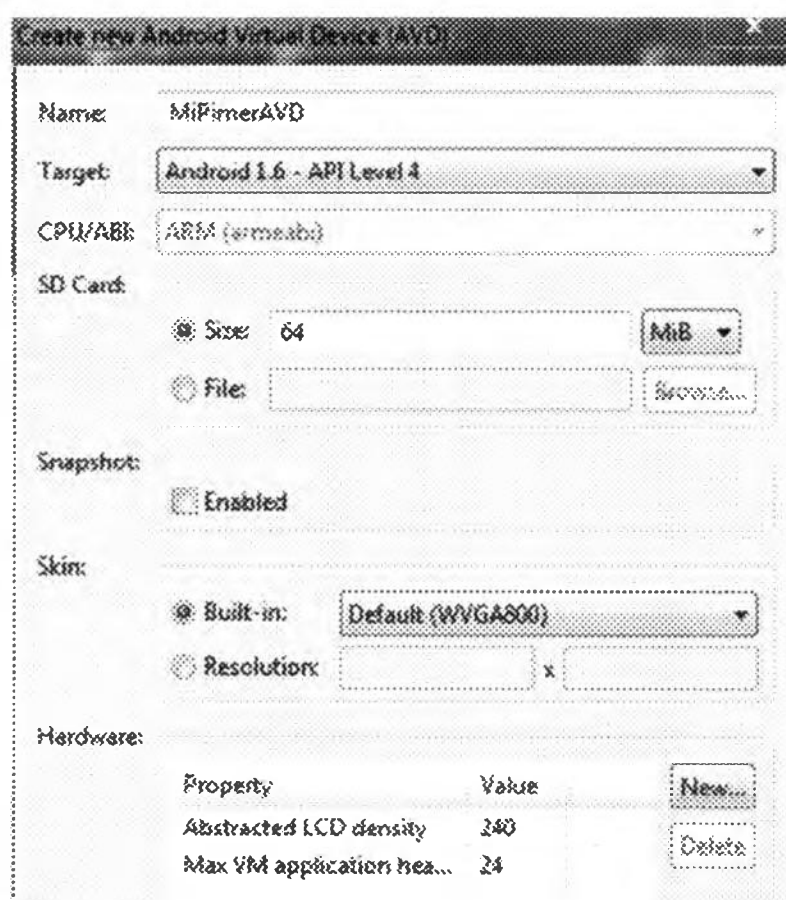 Create new Android Virtual Device (AVD)
x
Name: MiPimerAVD
Target: Android 1.6 - API Level 4
CPU/ABI: ARM (armeabi)
SD Card:
Size: 64 MiB
File: Browse...
Snapshot:
Enabled
Skin:
Built-in: Default (WVGA800)
Resolution: x
Hardware:
Property Value New...
Abstracted LCD density 240 Delete
Max VM application hea... 24